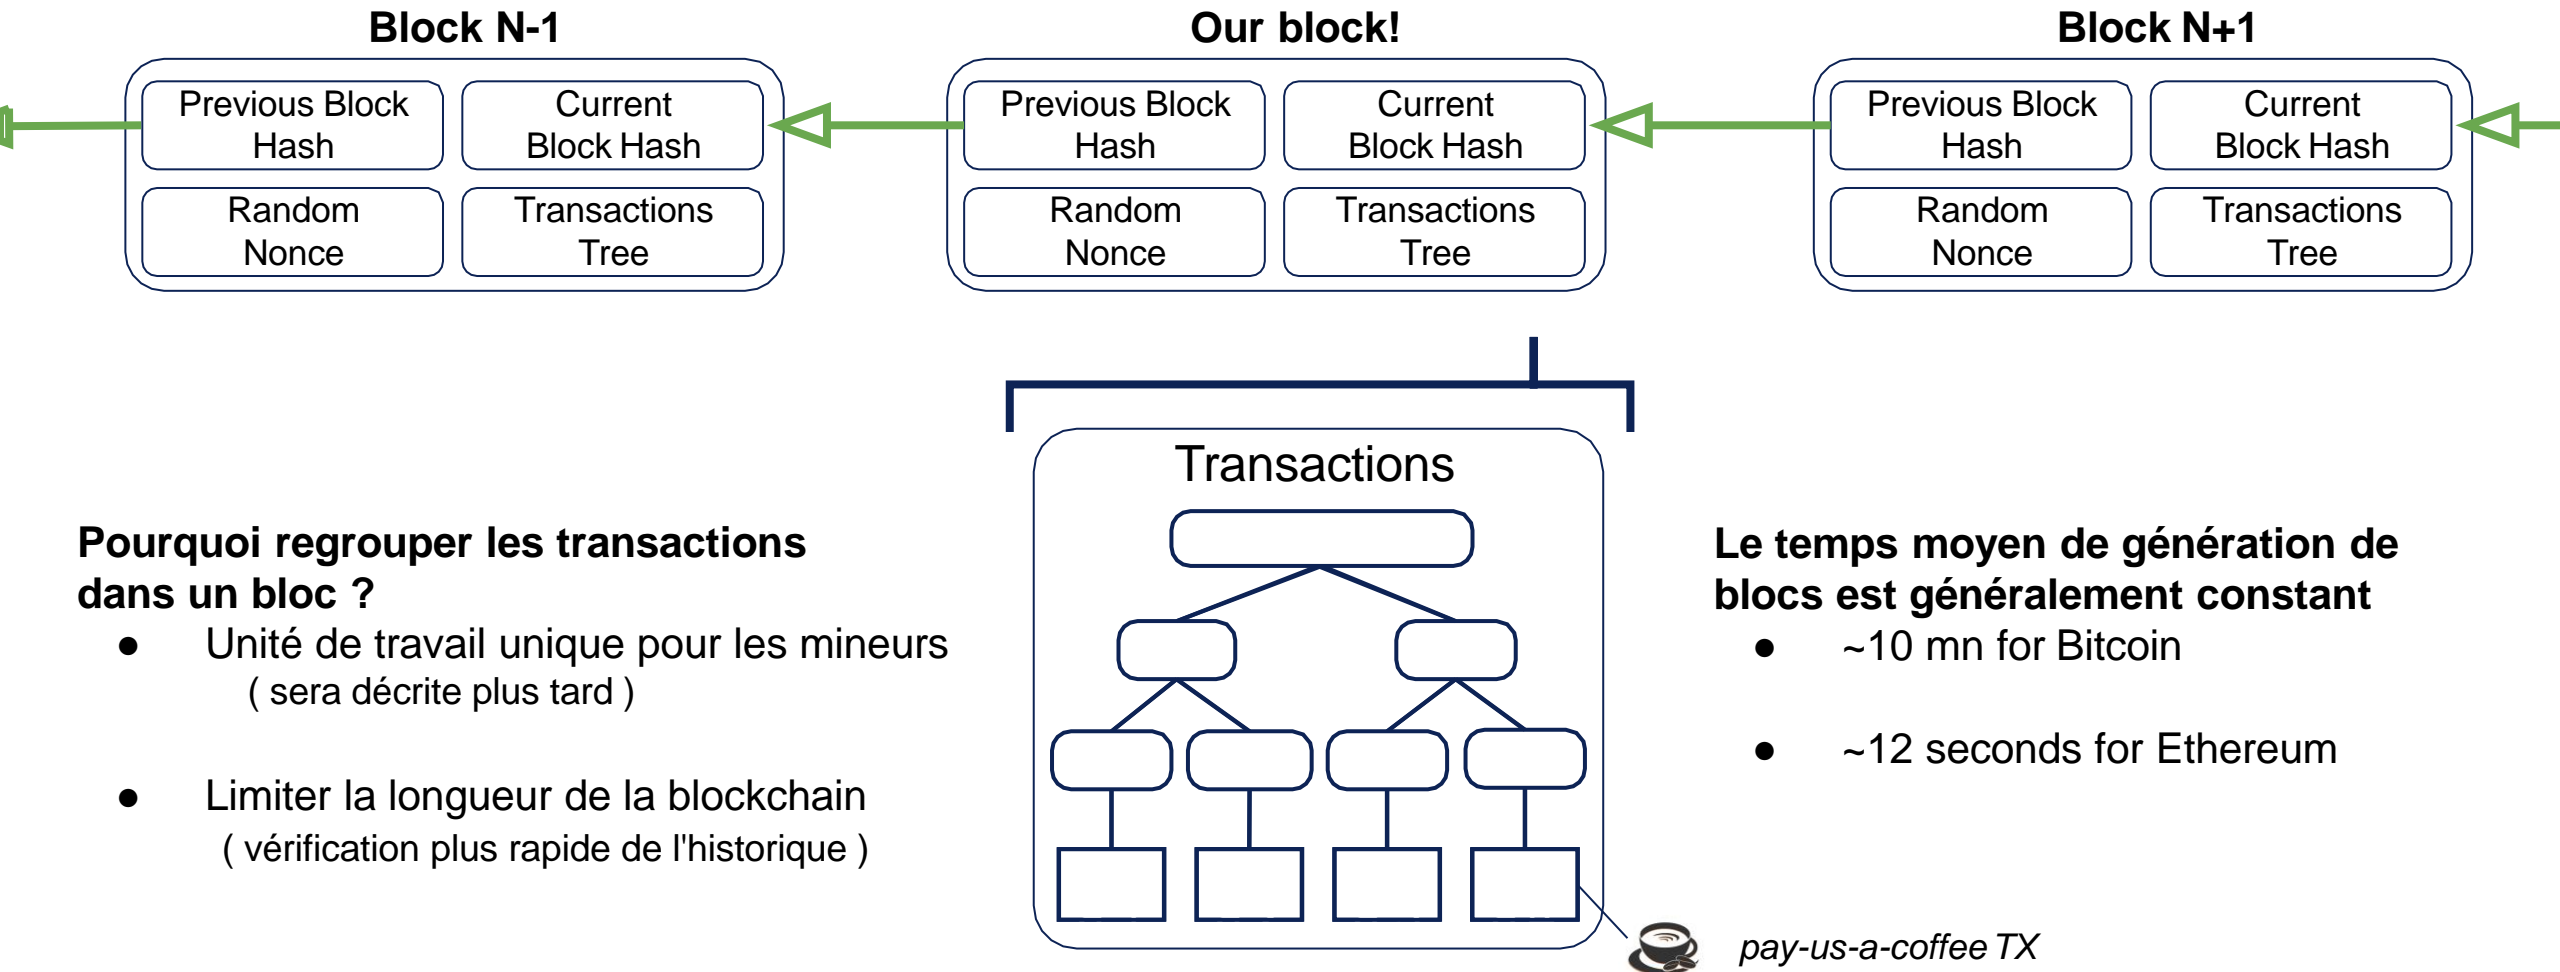 Block N-1
Our block!
Block N+1
Previous Block
Hash
Current
Block Hash
Random
Nonce
Transactions
Tree
Previous Block
Hash
Current
Block Hash
Random
Nonce
Transactions
Tree
Previous Block
Hash
Current
Block Hash
Random
Nonce
Transactions
Tree
Transactions
Pourquoi regrouper les transactions
dans un bloc ?
● Unité de travail unique pour les mineurs
( sera décrite plus tard )
● Limiter la longueur de la blockchain
( vérification plus rapide de l'historique )
Le temps moyen de génération de
blocs est généralement constant
● ~10 mn for Bitcoin
● ~12 seconds for Ethereum
pay-us-a-coffee TX